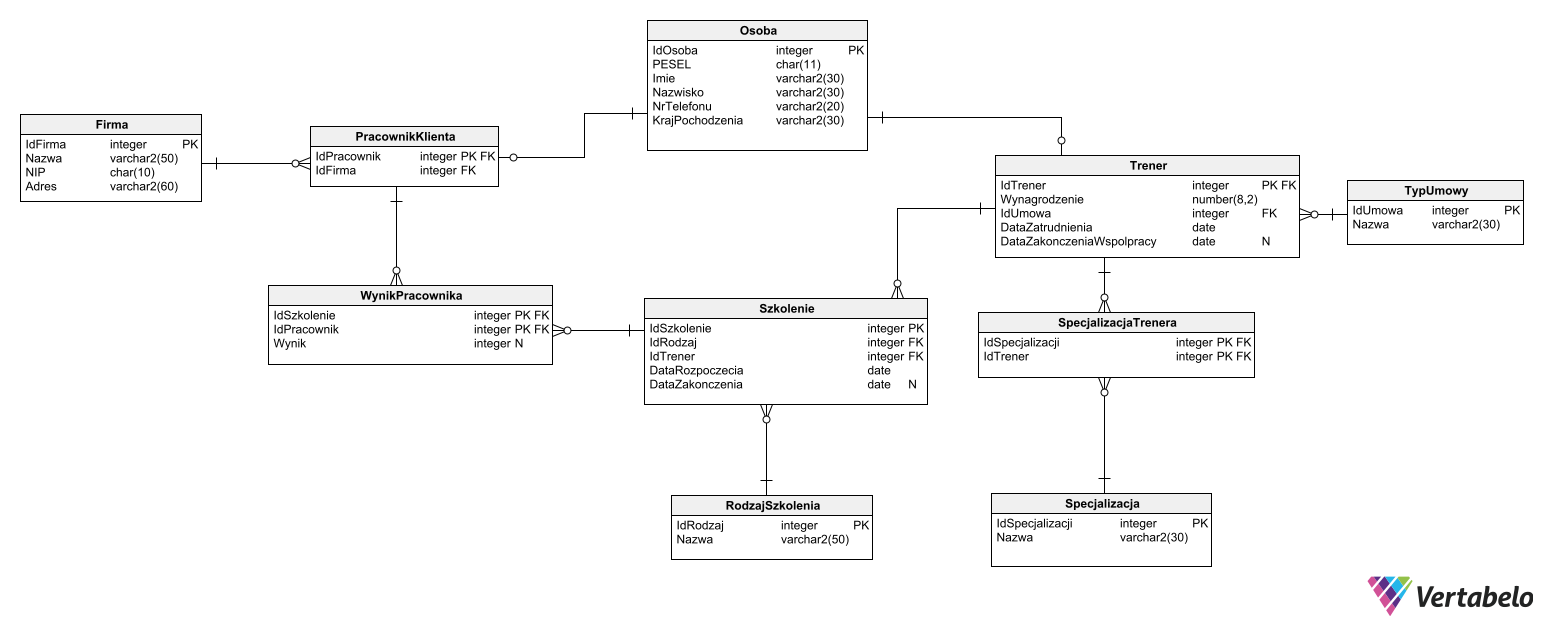 Osoba
IdOsoba integer PK
PESEL char(11)
Imie varchar2(30)
Nazwisko varchar2(30)
NrTelefonu varchar2(20)
KrajPochodzenia varchar2(30)
Firma
IdFirma integer PK
Nazwa varchar2(50)
NIP char(10)
Adres varchar2(60)
PracownikKlienta
IdPracownik integer PK FK
IdFirma integer FK
Trener
IdTrener integer PK FK
Wynagrodzenie number(8,2)
IdUmowa integer FK
DataZatrudnienia date
DataZakonczeniaWspolpracy date N
TypUmowy
IdUmowa integer PK
Nazwa varchar2(30)
WynikPracownika
IdSzkolenie integer PK FK
IdPracownik integer PK FK
Wynik integer N
Szkolenie
IdSzkolenie integer PK
IdRodzaj integer FK
IdTrener integer FK
DataRozpoczecia date
DataZakonczenia date N
SpecjalizacjaTrenera
IdSpecjalizacji integer PK FK
IdTrener integer PK FK
RodzajSzkolenia
IdRodzaj integer PK
Nazwa varchar2(50)
Specjalizacja
IdSpecjalizacji integer PK
Nazwa varchar2(30)
Vertabelo